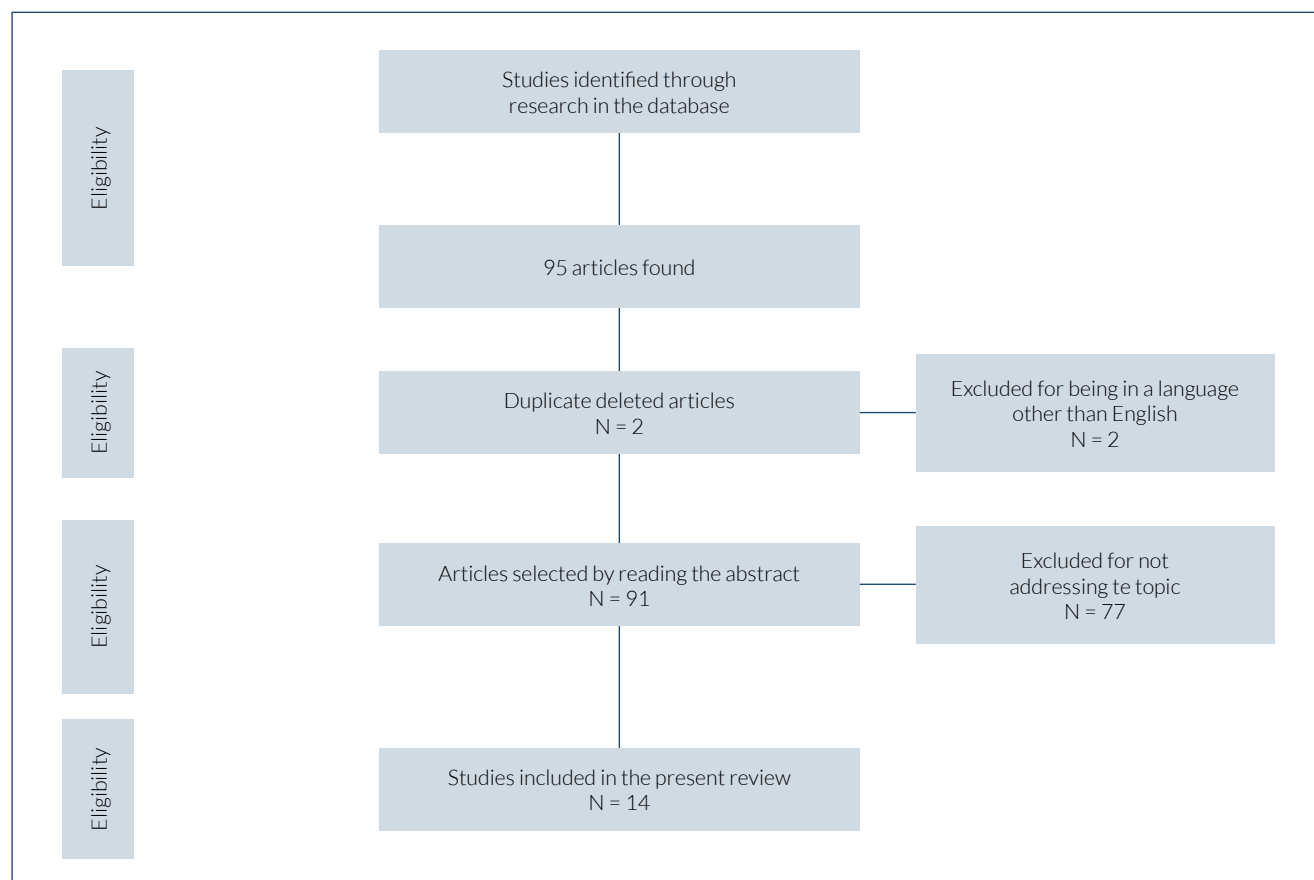 Eligibility
Studies identified through
research in the database
95 articles found
Eligibility
Duplicate deleted articles
N = 2
Excluded for being in a language
other than English
N = 2
Eligibility
Articles selected by reading the abstract
N = 91
Excluded for not
addressing te topic
N = 77
Eligibility
Studies included in the present review
N = 14